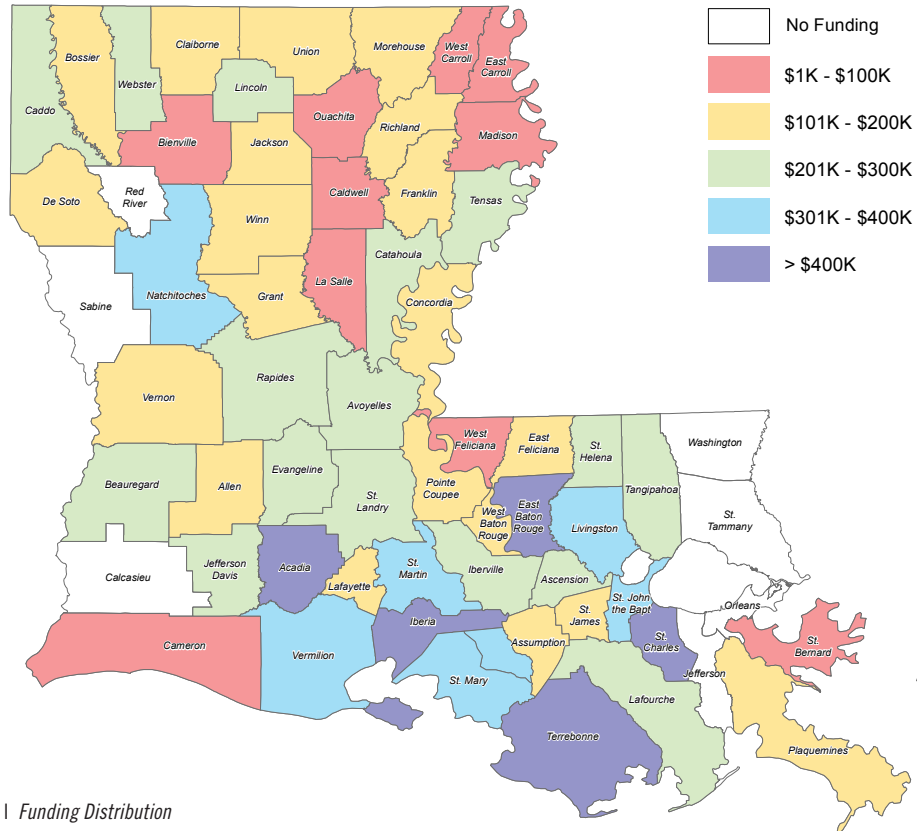 No Funding
$1K - $100K
$101K - $200K
$201K - $300K
$301K - $400K
> $400K
Caddo
Bossier
Webster
Claiborne
Lincoln
Union
Morehouse
West
Carroll
East
Carroll
Bienville
Jackson
Ouachita
Richland
Madison
De Soto
Red
River
Winn
Caldwell
Franklin
Tensas
Sabine
Natchitoches
Grant
La Salle
Catahoula
Concordia
Vernon
Rapides
Avoyelles
Beauregard
Allen
Evangeline
St.
Landry
Pointe
Coupee
West
Feliciana
East
Feliciana
St.
Helena
Tangipahoa
Washington
St.
Tammany
West
Baton
Rouge
East
Baton
Rouge
Livingston
Calcasieu
Jefferson
Davis
Acadia
Lafayette
St.
Martin
Iberville
Ascension
St.
James
St. John
the Bapt
Orleans
Cameron
Vermilion
Iberia
St. Mary
Assumption
St.
Charles
Jefferson
St.
Bernard
Terrebonne
Lafourche
Plaquemines
| Funding Distribution